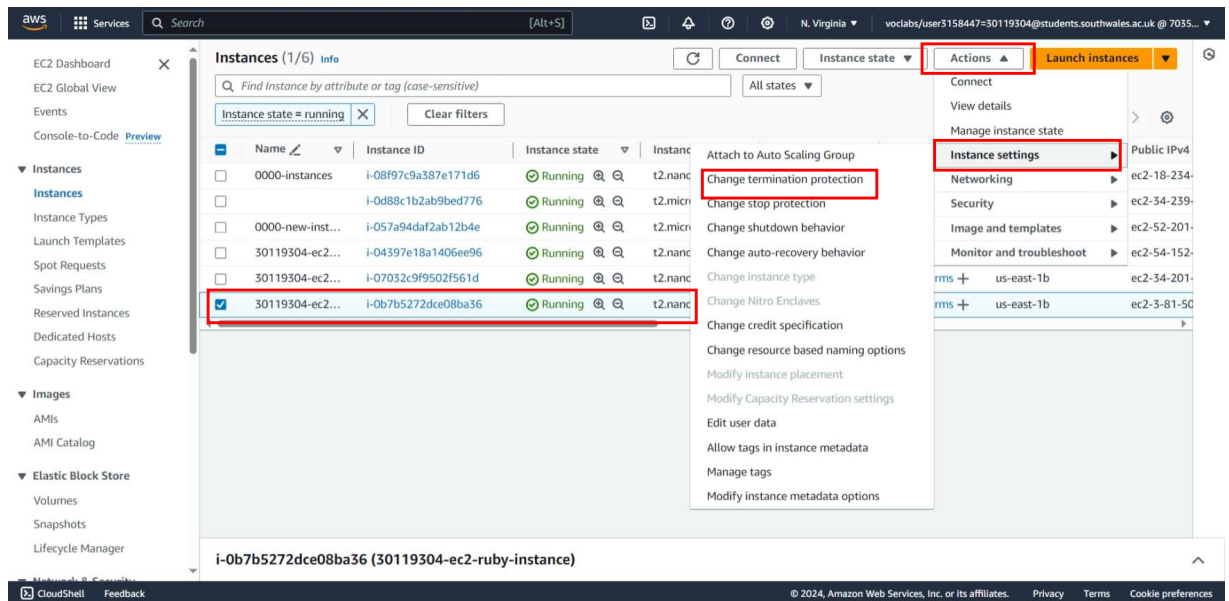 aws Services Search [Alt+S] N. Virginia voclabs/user3158447=30119304@students.southwales.ac.uk @ 7035...
EC2 Dashboard
EC2 Global View
Events
Console-to-Code Preview
Instances
Instances
Instance Types
Launch Templates
Spot Requests
Savings Plans
Reserved Instances
Dedicated Hosts
Capacity Reservations
Images
AMIs
AMI Catalog
Elastic Block Store
Volumes
Snapshots
Lifecycle Manager
Instances (1/6) Info
Connect Instance state Actions Launch instances
Find Instance by attribute or tag (case-sensitive) All states
Instance state = running Clear filters
Name Instance ID Instance state Public IPv4
0000-instances i-08f97c9a387e171d6 Running t2.nano ec2-18-234-
i-0d88c1b2ab9bed776 Running t2.micr ec2-34-239-
0000-new-inst... i-057a94daf2ab12b4e Running t2.micr ec2-52-201-
30119304-ec2... i-04397e18a1406ee96 Running t2.nano ec2-54-152-
30119304-ec2... i-07032c9f9502f561d Running t2.nano rms us-east-1b ec2-34-201-
30119304-ec2... i-0b7b5272dce08ba36 Running t2.nano rms us-east-1b ec2-3-81-50
Connect
View details
Manage instance state
Instance settings
Networking
Security
Image and templates
Monitor and troubleshoot
Attach to Auto Scaling Group
Change termination protection
Change stop protection
Change shutdown behavior
Change auto-recovery behavior
Change instance type
Change Nitro Enclaves
Change credit specification
Change resource based naming options
Modify instance placement
Modify Capacity Reservation settings
Edit user data
Allow tags in instance metadata
Manage tags
Modify instance metadata options
i-0b7b5272dce08ba36 (30119304-ec2-ruby-instance)
CloudShell Feedback © 2024, Amazon Web Services, Inc. or its affiliates. Privacy Terms Cookie preferences